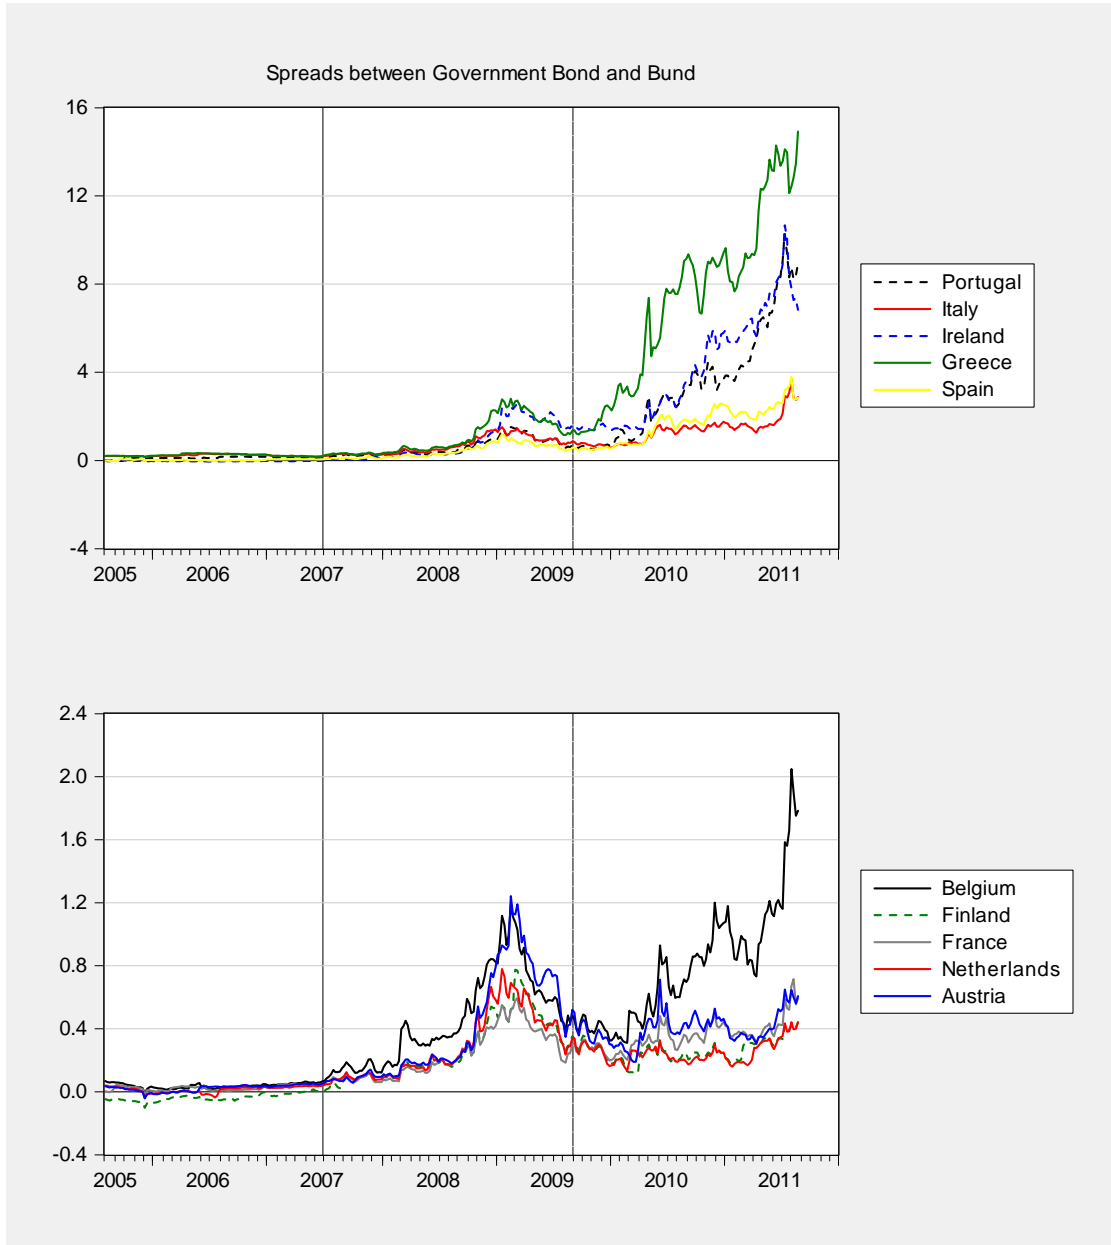 Spreads between Government Bond and Bund
16
12
8
4
0
-4
2005 2006 2007 2008 2009 2010 2011
Portugal
Italy
Ireland
Greece
Spain
2.4
2.0
1.6
1.2
0.8
0.4
0.0
-0.4
2005 2006 2007 2008 2009 2010 2011
Belgium
Finland
France
Netherlands
Austria